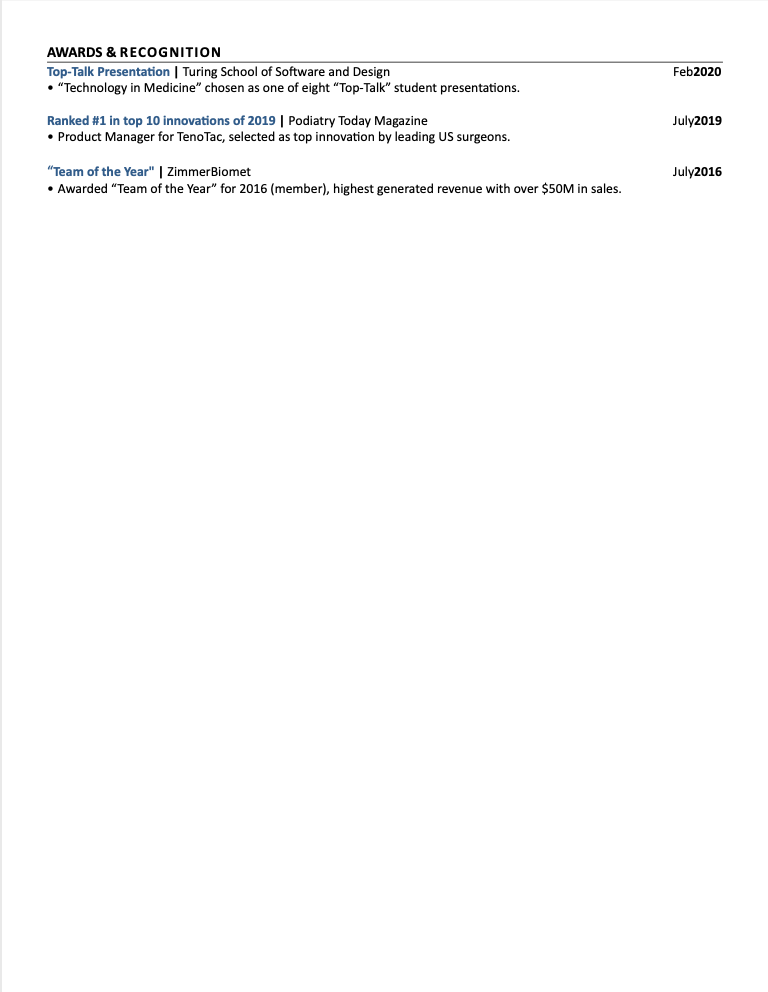 AWARDS & RECOGNITION
Top-Talk Presentation | Turing School of Software and Design Feb2020
• “Technology in Medicine” chosen as one of eight “Top-Talk” student presentations.
Ranked #1 in top 10 innovations of 2019 | Podiatry Today Magazine July2019
• Product Manager for TenoTac, selected as top innovation by leading US surgeons.
“Team of the Year" | ZimmerBiomet July2016
• Awarded “Team of the Year” for 2016 (member), highest generated revenue with over $50M in sales.